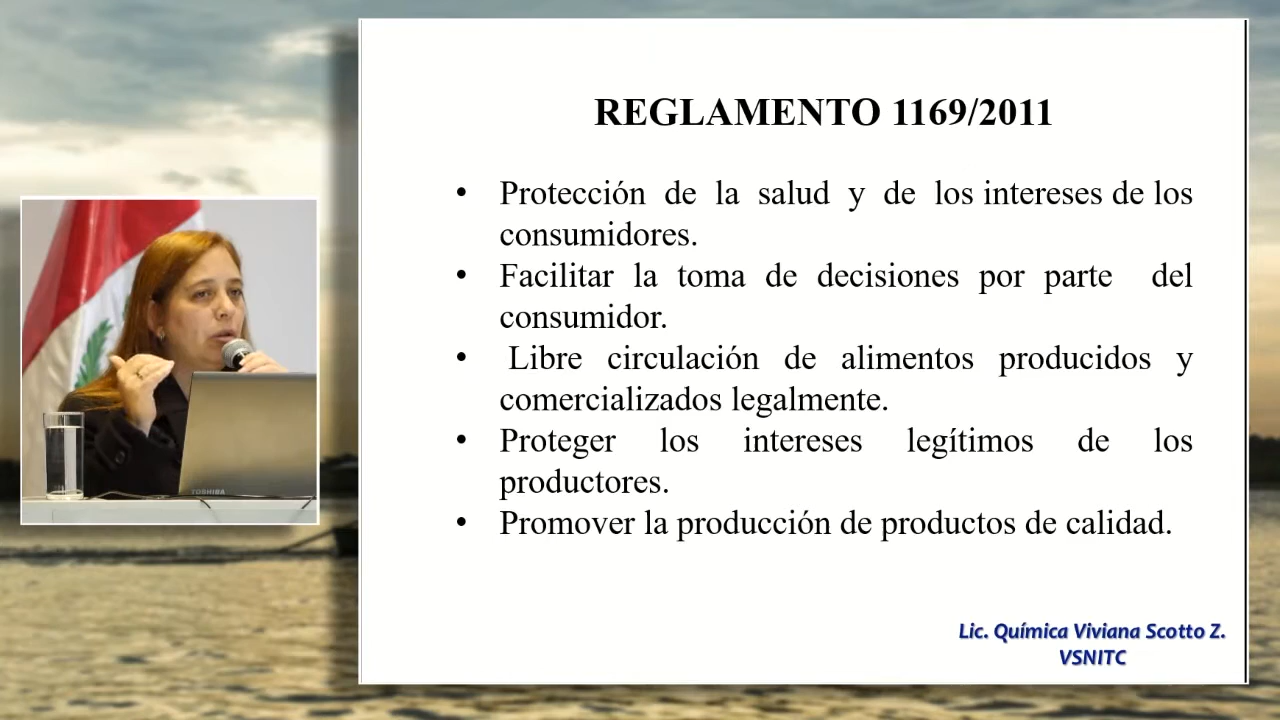 REGLAMENTO 1169/2011
• Protección de la salud y de los intereses de los
consumidores.
• Facilitar la toma de decisiones por parte del
consumidor.
• Libre circulación de alimentos producidos y
comercializados legalmente.
• Proteger los intereses legítimos de los
productores.
• Promover la producción de productos de calidad.
TOSHIBA
Lic. Química Viviana Scotto Z.
VSNITC